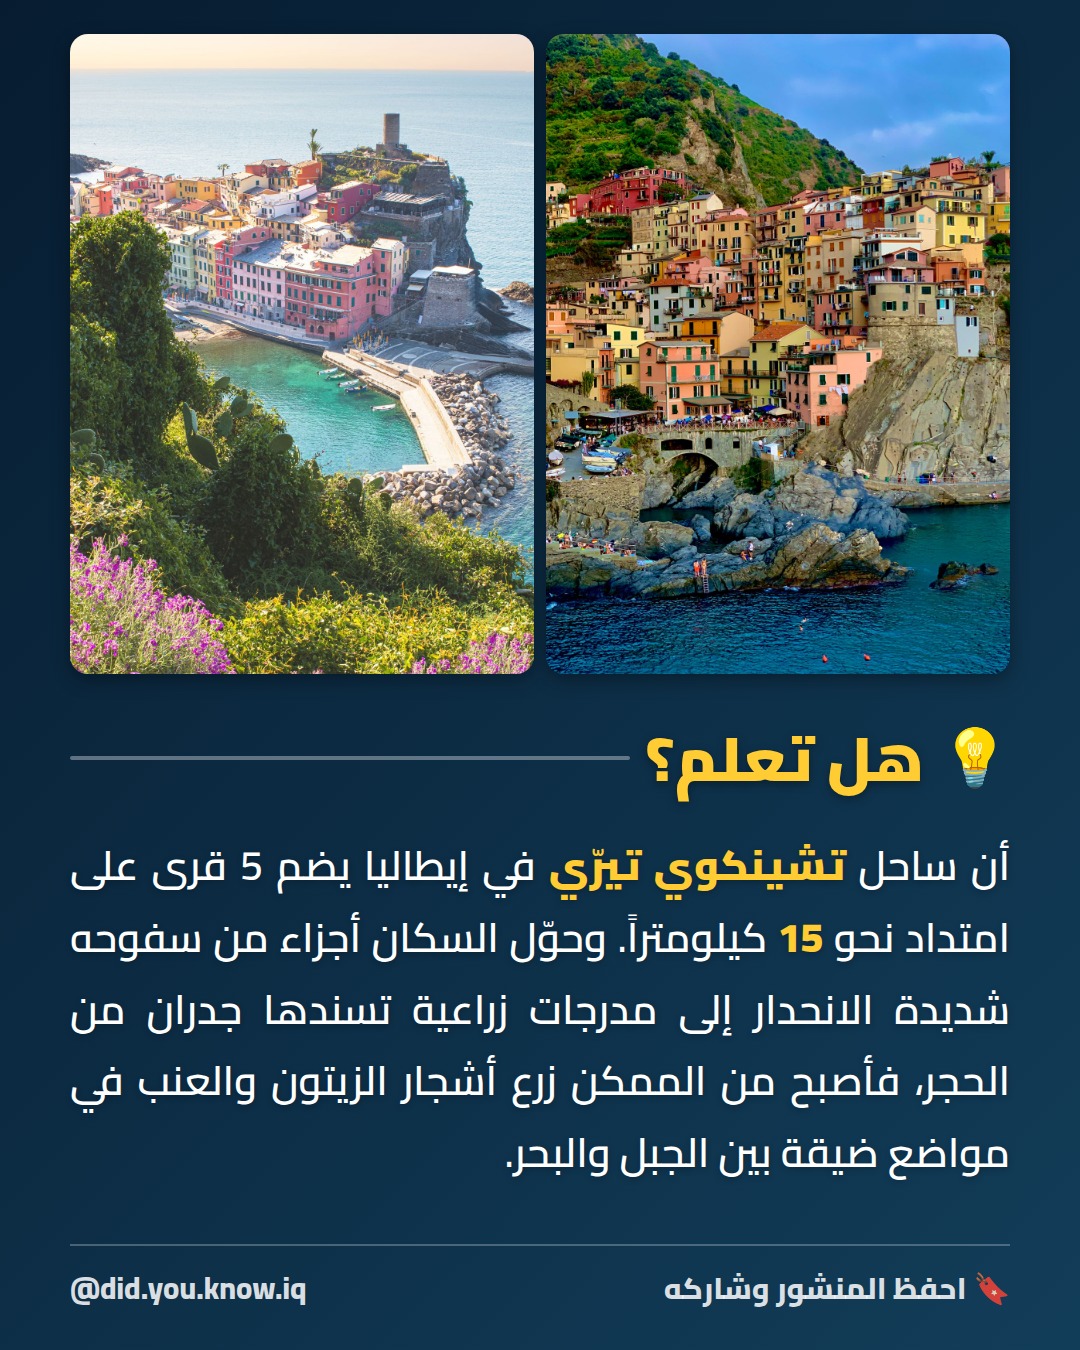 هل تعلم؟
أن ساحل تشينكوي تيرّي في إيطاليا يضم 5 قرى على
امتداد نحو 15 كيلومتراً. وحوّل السكان أجزاء من سفوحه
شديدة الانحدار إلى مدرجات زراعية تسندها جدران من
الحجر، فأصبح من الممكن زرع أشجار الزيتون والعنب في
مواضع ضيقة بين الجبل والبحر.
احفظ المنشور وشاركه
@did.you.know.iq